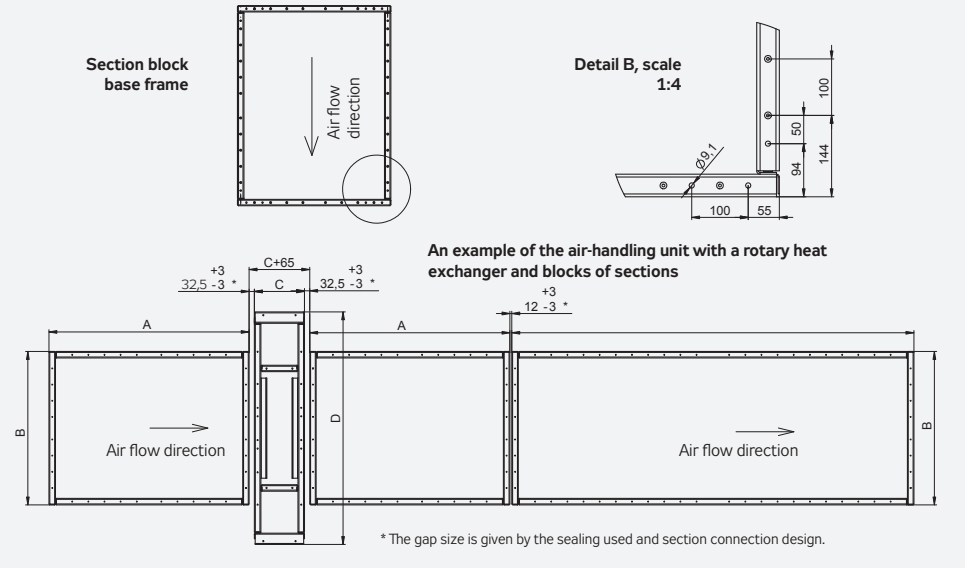 Section block
base frame
Air flow
direction
Detail B, scale
1:4
100
50
144
94
Ø9,1
100
55
An example of the air-handling unit with a rotary heat
exchanger and blocks of sections
C+65
+3
32,5 -3 *
C
+3
32,5 -3 *
+3
12 -3 *
A
A
B
D
B
Air flow direction
Air flow direction
* The gap size is given by the sealing used and section connection design.